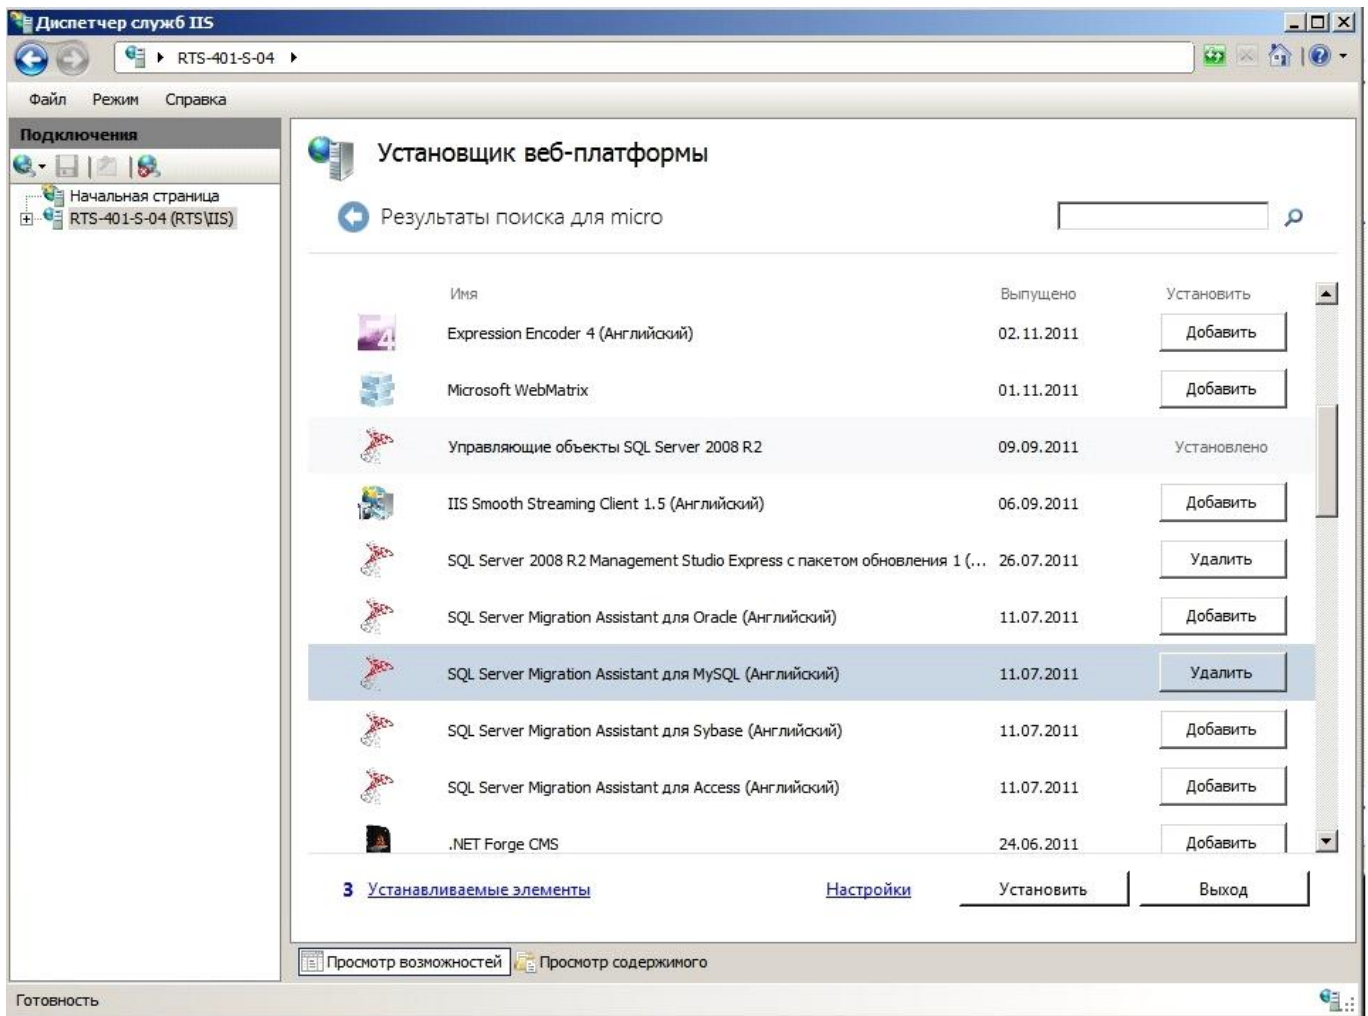 Диспетчер служб IIS
RTS-401-S-04
Файл Режим Справка
Подключения
Начальная страница
RTS-401-S-04 (RTS\IIS)
Установщик веб-платформы
Результаты поиска для micro
Имя Выпущено Установить
Expression Encoder 4 (Английский) 02.11.2011 Добавить
Microsoft WebMatrix 01.11.2011 Добавить
Управляющие объекты SQL Server 2008 R2 09.09.2011 Установлено
IIS Smooth Streaming Client 1.5 (Английский) 06.09.2011 Добавить
SQL Server 2008 R2 Management Studio Express с пакетом обновления 1 (... 26.07.2011 Удалить
SQL Server Migration Assistant для Oracle (Английский) 11.07.2011 Добавить
SQL Server Migration Assistant для MySQL (Английский) 11.07.2011 Удалить
SQL Server Migration Assistant для Sybase (Английский) 11.07.2011 Добавить
SQL Server Migration Assistant для Access (Английский) 11.07.2011 Добавить
.NET Forge CMS 24.06.2011 Добавить
3 Устанавливаемые элементы Настройки Установить Выход
Просмотр возможностей Просмотр содержимого
Готовность